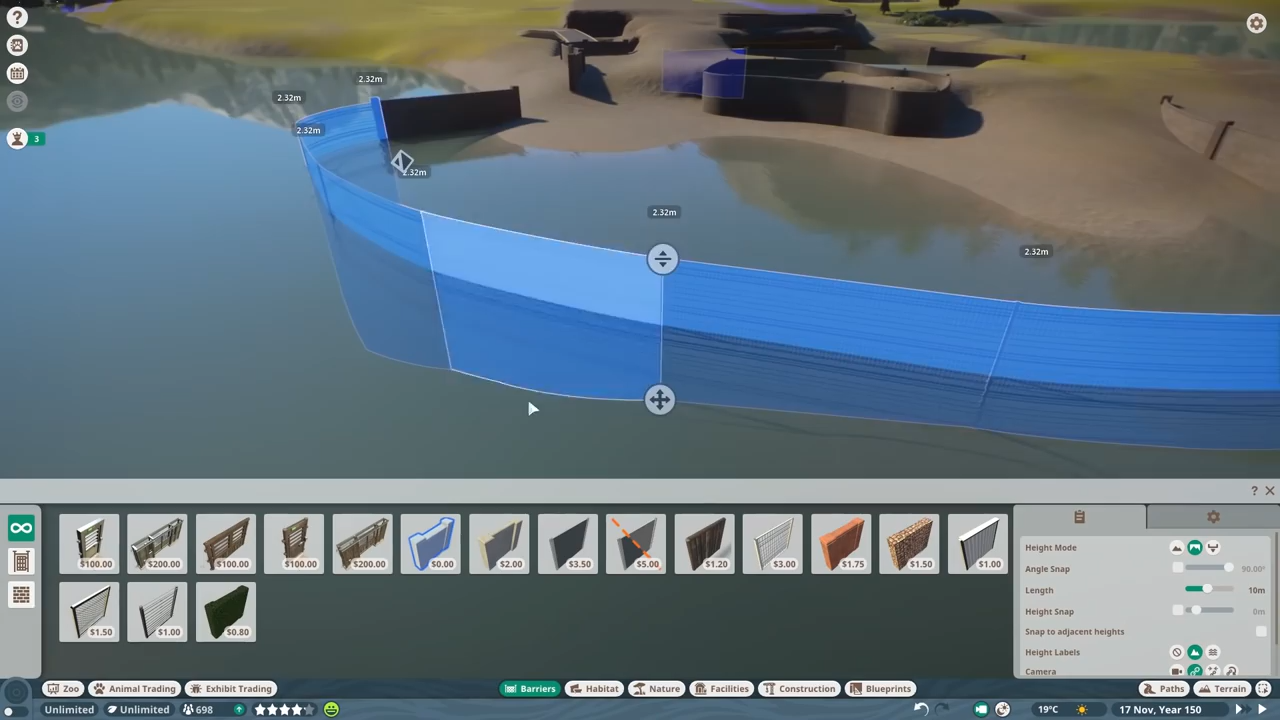 ?
3
2.32m
2.32m
2.32m
2.32m
2.32m
2.32m
?
$100.00 $200.00 $100.00 $100.00 $200.00 $0.00 $2.00 $3.50 $5.00 $1.20 $3.00 $1.75 $1.50 $1.00
$1.50 $1.00 $0.80
Height Mode
Angle Snap 90.00°
Length 10m
Height Snap 0m
Snap to adjacent heights
Height Labels
Camera
Zoo Animal Trading Exhibit Trading Barriers Habitat Nature Facilities Construction Blueprints Paths Terrain
Unlimited Unlimited 698 19°C 17 Nov, Year 150